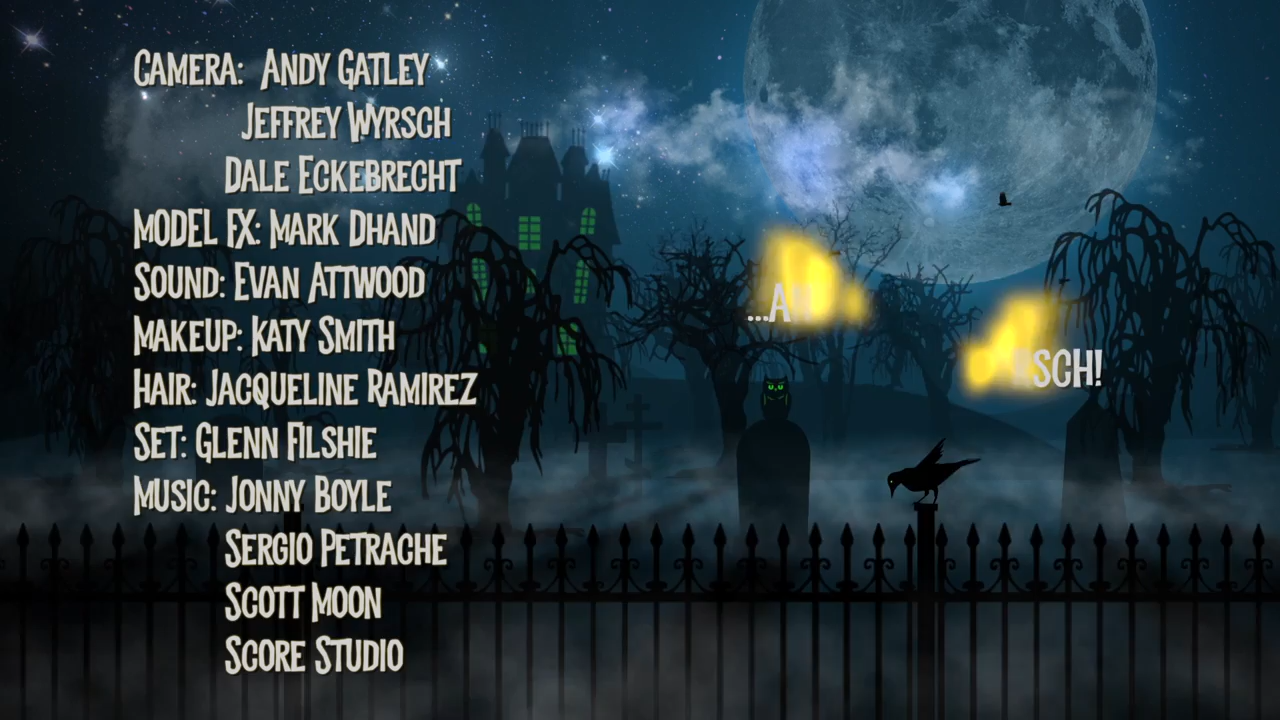 CAMERA: ANDY GATLEY
JEFFREY WYRSCH
DALE ECKEBRECHT
MODEL FX: MARK DHAND
SOUND: EVAN ATTWOOD
MAKEUP: KATY SMITH
HAIR: JACQUELINE RAMIREZ
SET: GLENN FILSHIE
MUSIC: JONNY BOYLE
SERGIO PETRACHE
SCOTT MOON
SCORE STUDIO